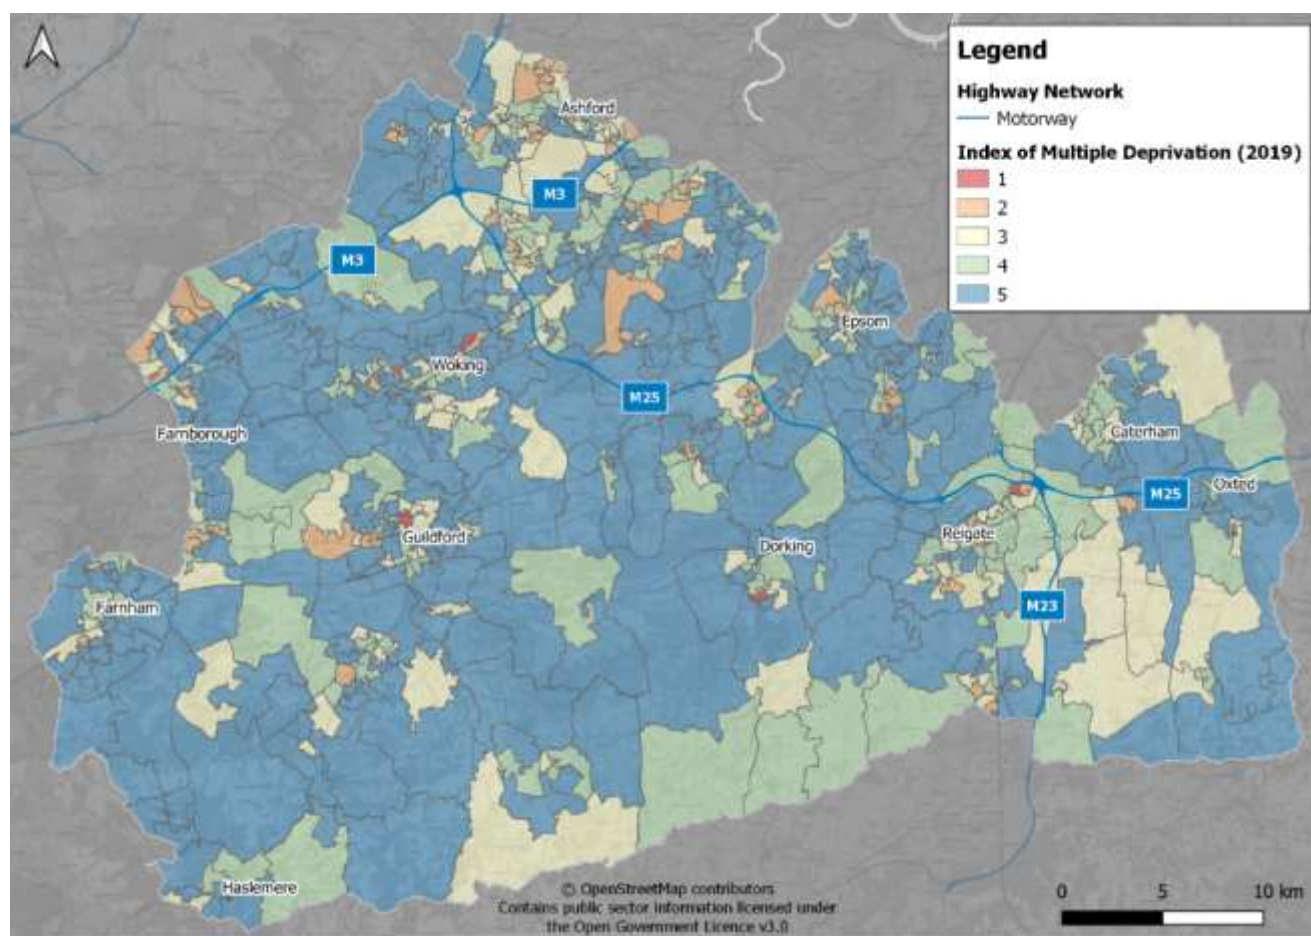 Legend
Highway Network
Motorway
Index of Multiple Deprivation (2019)
1
2
3
4
5
Ashford
M3
M3
Epsom
Woking
M25
Farnborough
Caterham
Oxted
M25
Guildford
Dorking
Reigate
Farnham
M23
Haslemere
© OpenStreetMap contributors
Contains public sector information licensed under
the Open Government Licence v3.0
0 5 10 km